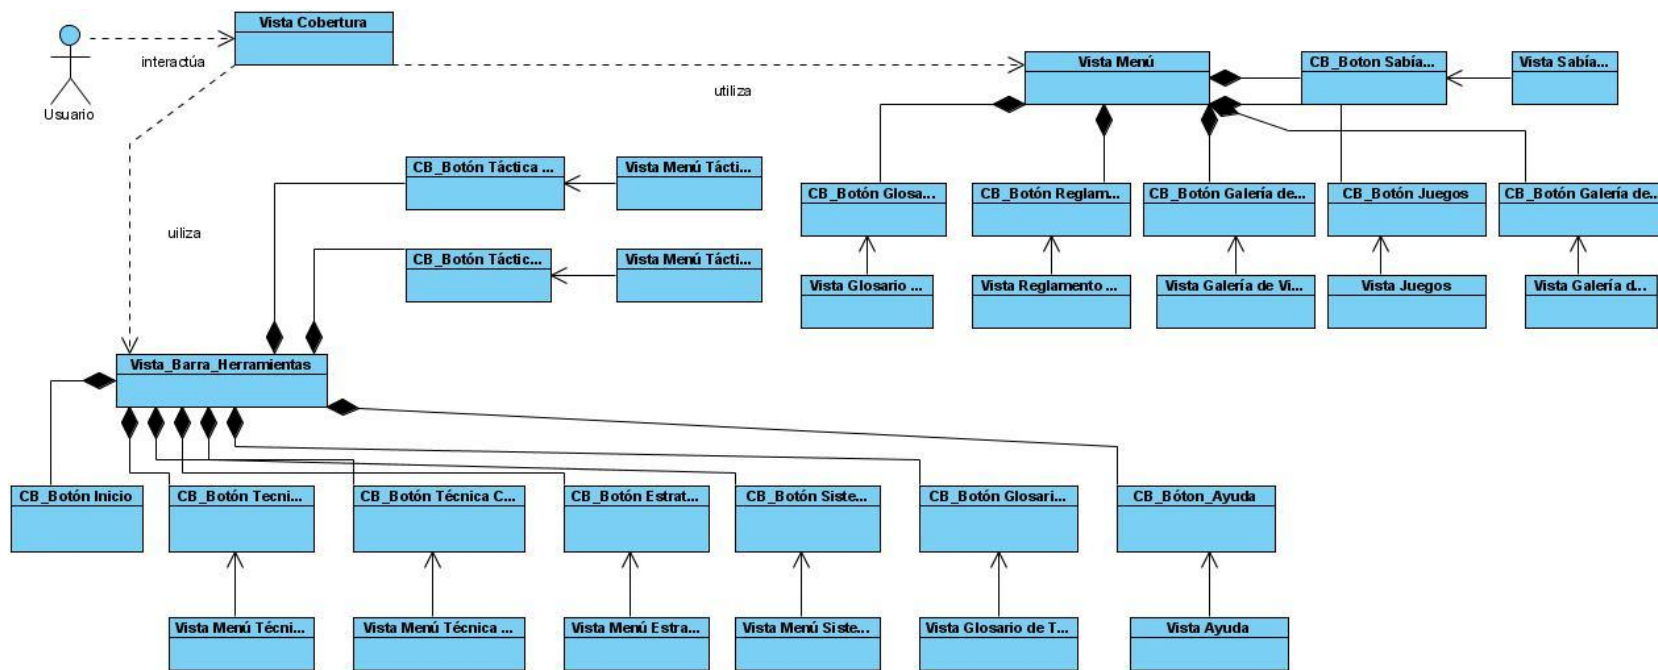 Vista Cobertura
interactúa
Usuario
utiliza
Vista Menú
CB_Boton Sabía...
Vista Sabía...
CB_Botón Táctica ...
Vista Menú Tácti...
uiliza
CB_Botón Táctic...
Vista Menú Tácti...
CB_Botón Glosa...
CB_Botón Reglam...
CB_Botón Galería de...
CB_Botón Juegos
CB_Botón Galería de...
Vista Glosario ...
Vista Reglamento ...
Vista Galería de Vi...
Vista Juegos
Vista Galería d...
Vista_Barra_Herramientas
CB_Botón Inicio
CB_Botón Tecni...
CB_Botón Técnica C...
CB_Botón Estrat...
CB_Botón Siste...
CB_Botón Glosari...
CB_Bóton_Ayuda
Vista Menú Técni...
Vista Menú Técnica ...
Vista Menú Estra...
Vista Menú Siste...
Vista Glosario de T...
Vista Ayuda